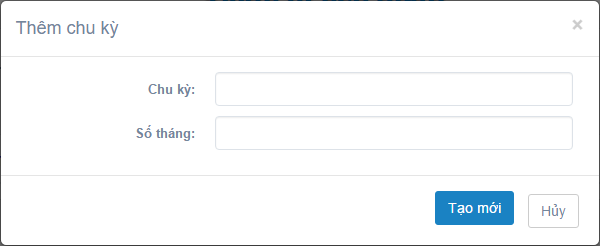 Thêm chu kỳ
×
Chu kỳ:
Số tháng:
Tạo mới
Hủy